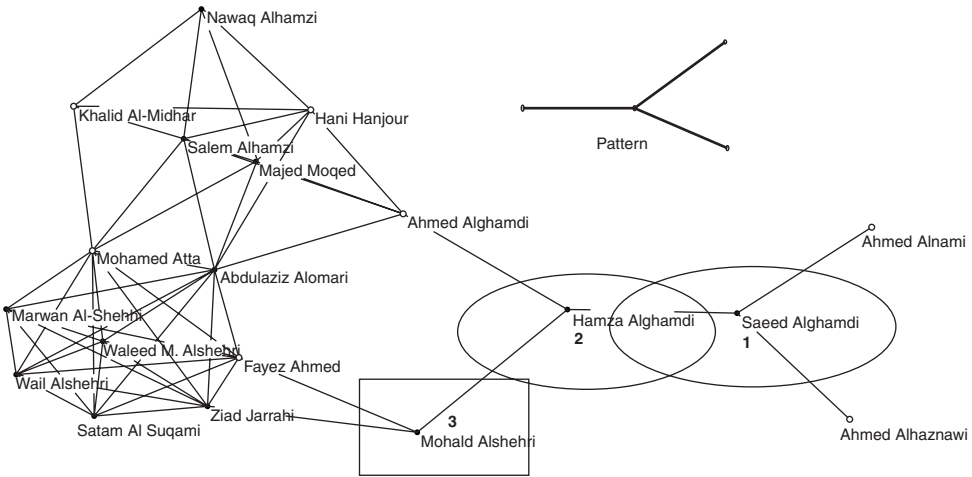 Nawaq Alhamzi
Khalid Al-Midhar
Hani Hanjour
Pattern
Salem Alhamzi
Majed Moqed
Ahmed Alghamdi
Ahmed Alnami
Mohamed Atta
Abdulaziz Alomari
Marwan Al-Shehhi
Hamza Alghamdi
Saeed Alghamdi
2
1
Waleed M. Alshehri
Fayez Ahmed
Wail Alshehri
Ziad Jarrahi
3
Satam Al Suqami
Mohald Alshehri
Ahmed Alhaznawi